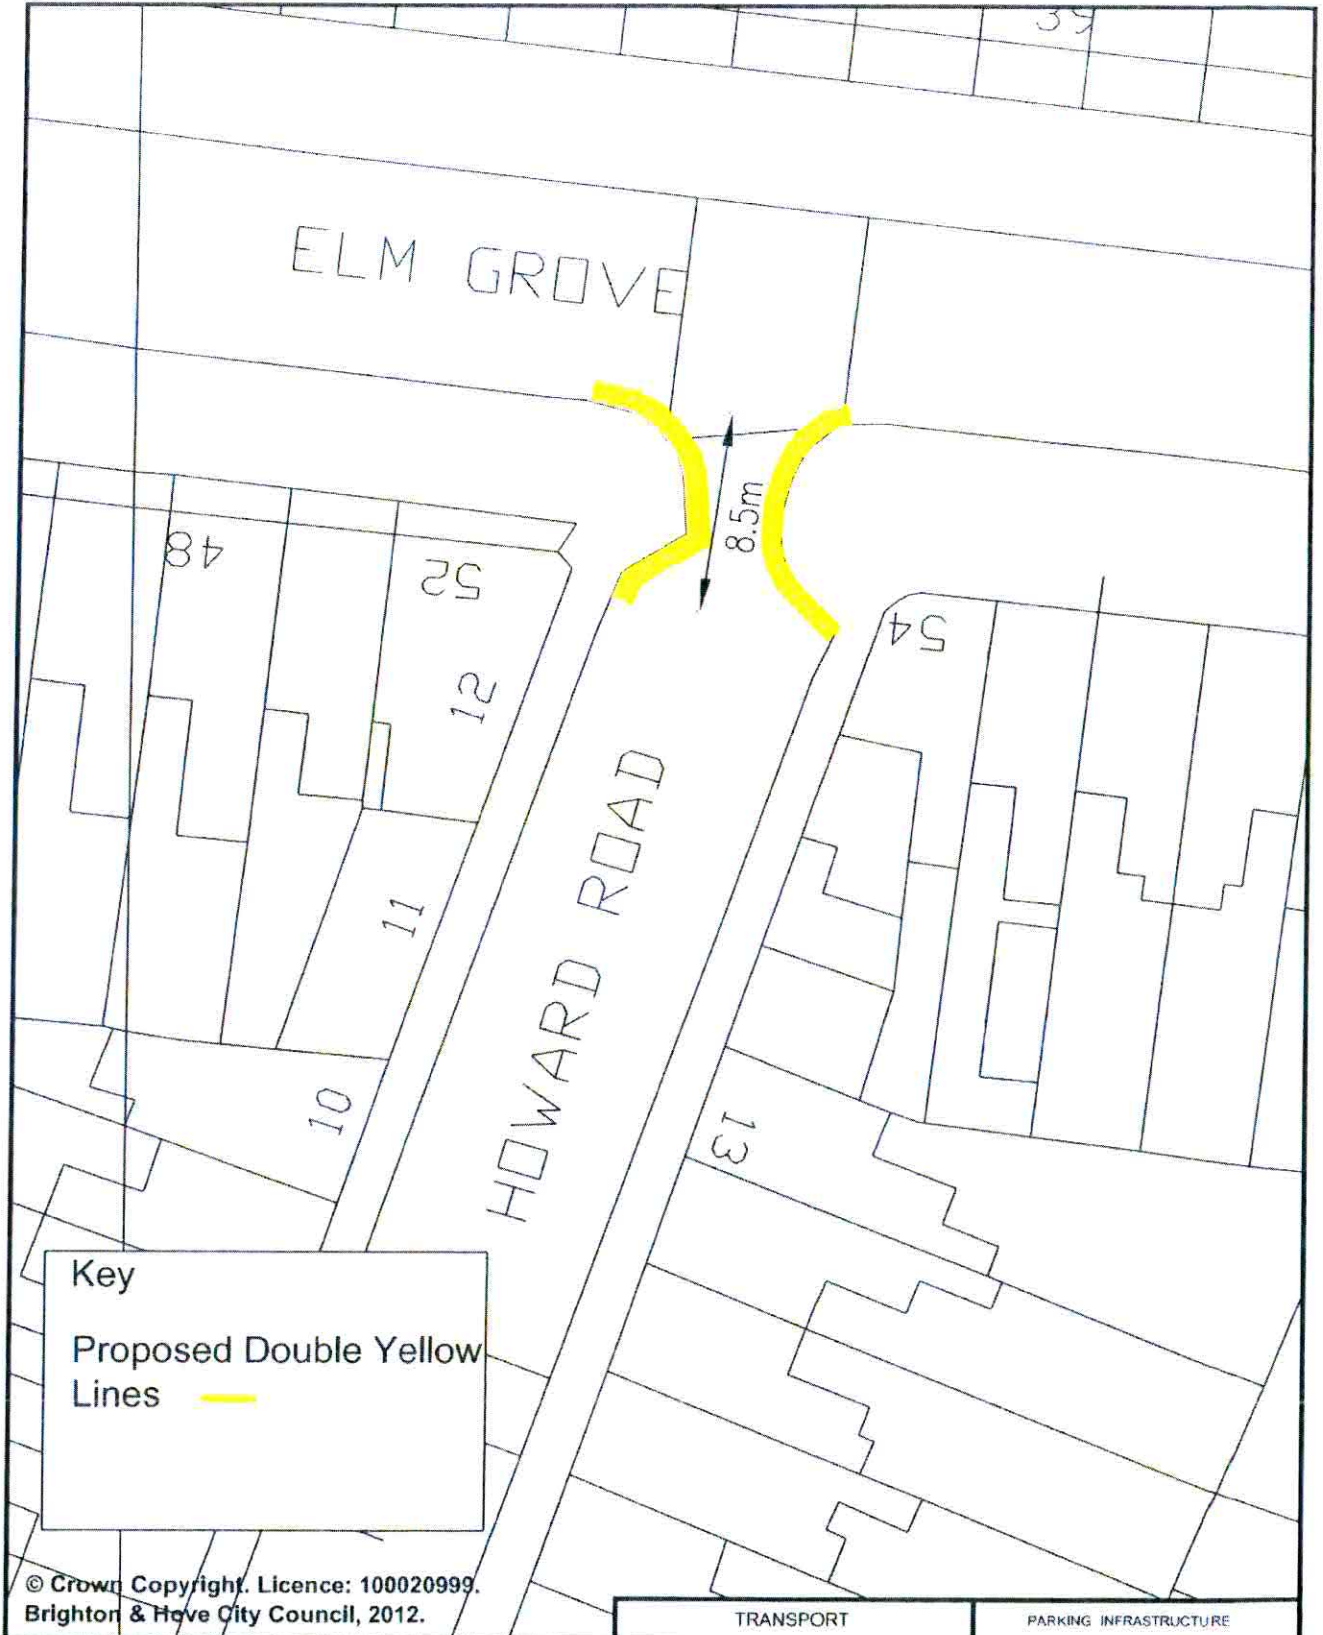 39
ELM GROVE
8.5m
48
52
54
12
HOWARD ROAD
11
10
13
Key
Proposed Double Yellow
Lines
© Crown Copyright. Licence: 100020999.
Brighton & Hove City Council, 2012.
TRANSPORT
PARKING INFRASTRUCTURE